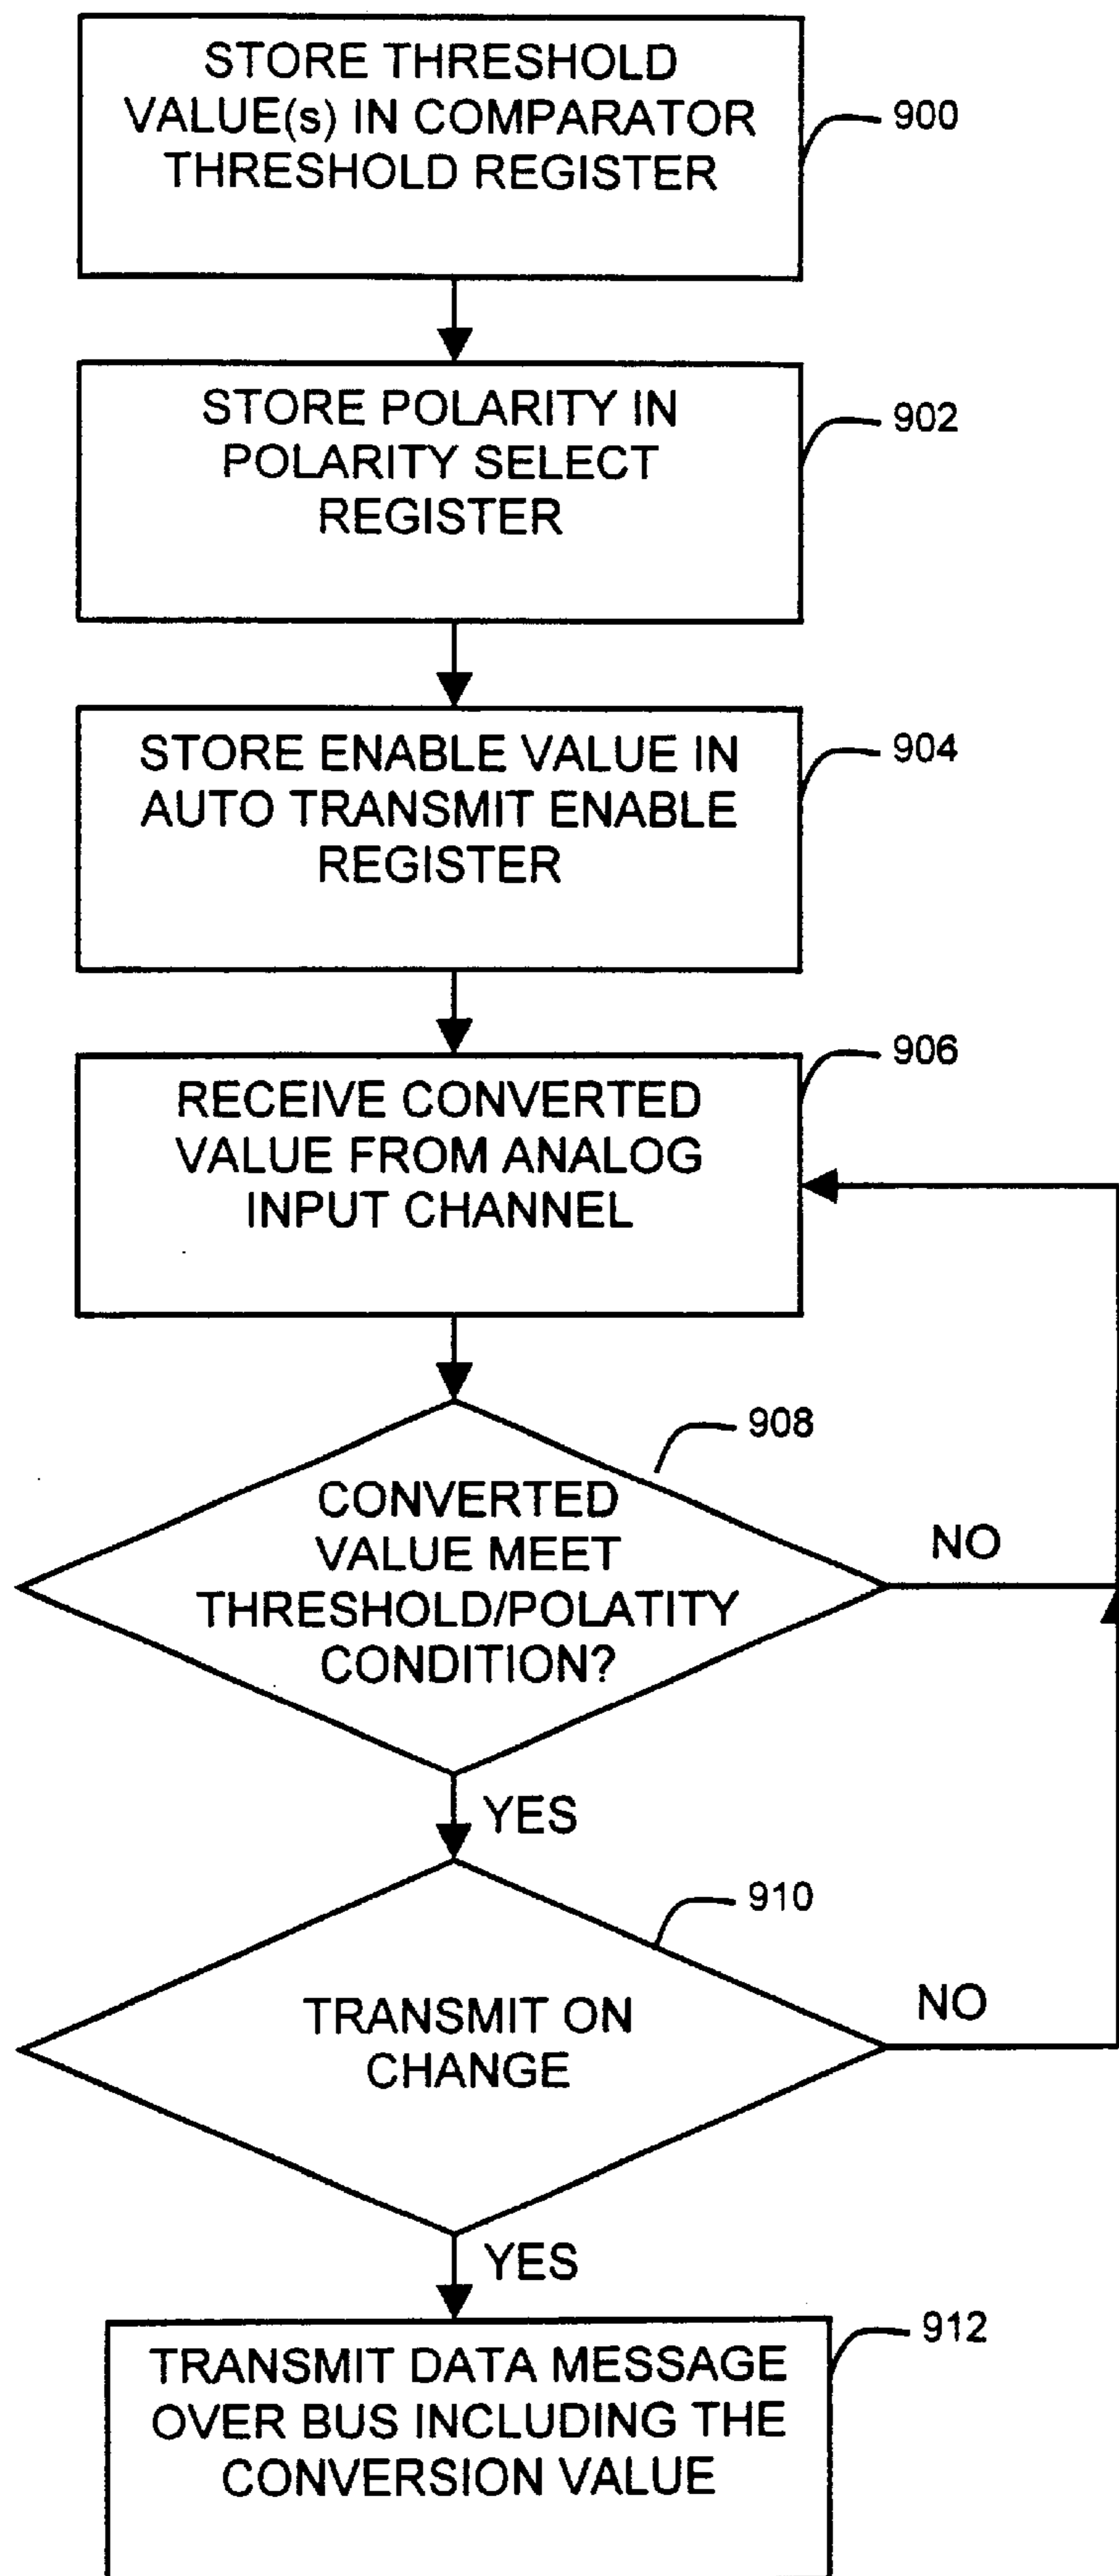 STORE THRESHOLD
VALUE(s) IN COMPARATOR
THRESHOLD REGISTER
900
STORE POLARITY IN
POLARITY SELECT
REGISTER
902
STORE ENABLE VALUE IN
AUTO TRANSMIT ENABLE
REGISTER
904
RECEIVE CONVERTED
VALUE FROM ANALOG
INPUT CHANNEL
906
CONVERTED
VALUE MEET
THRESHOLD/POLATITY
CONDITION?
908
NO
YES
TRANSMIT ON
CHANGE
910
NO
YES
TRANSMIT DATA MESSAGE
OVER BUS INCLUDING THE
CONVERSION VALUE
912